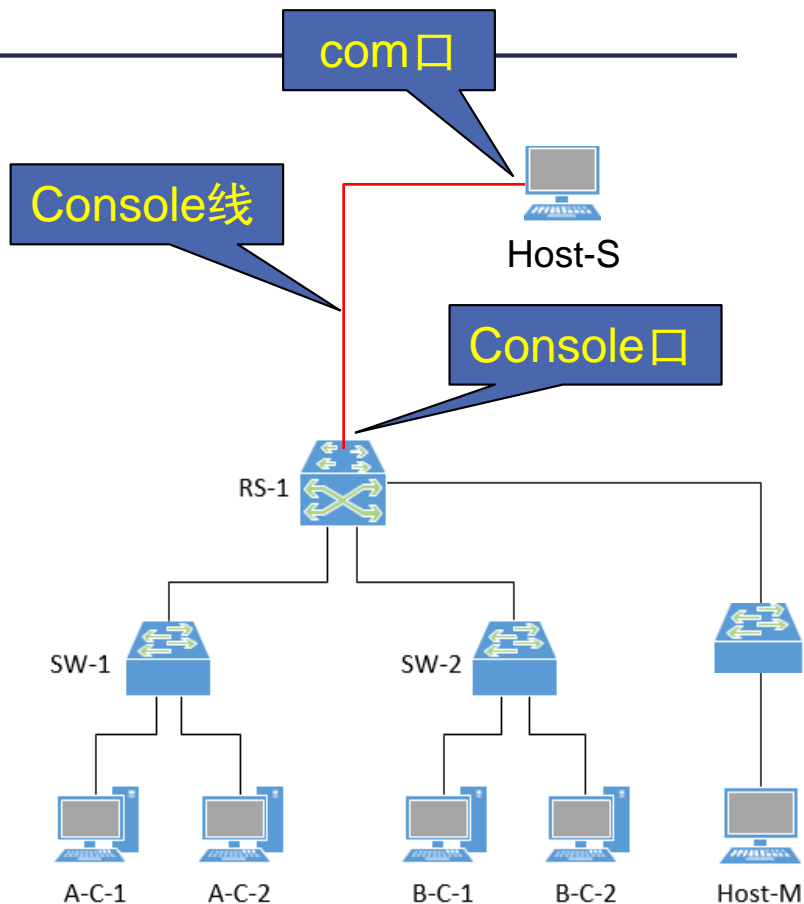 com口
Console线
Host-S
Console口
RS-1
SW-1
SW-2
A-C-1
A-C-2
B-C-1
B-C-2
Host-M